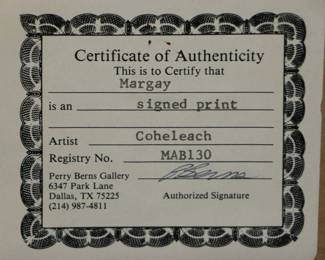 Certificate of Authenticity
This is to Certify that
Margay
is an signed print
Artist Coheleach
Registry No. MAB130
Perry Berns Gallery
6347 Park Lane
Dallas, TX 75225
(214) 987-4811
PBerns
Authorized Signature